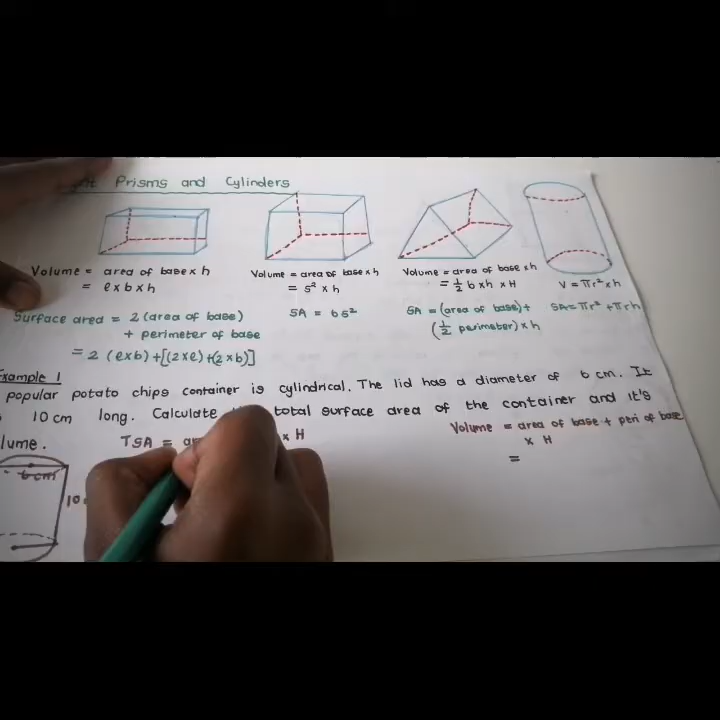 Prisms and Cylinders
Volume = area of base x h
= l x b x h
Volume = area of base x h
= s² x h
Volume = area of base x h
= ½ b x h x H
V = πr² x h
Surface area = 2 (area of base)
+ perimeter of base
= 2 (l x b) + [(2 x l) + (2 x b)]
SA = 6s²
SA = (area of base) +
(½ perimeter) x h
SA = πr² + πrh
Example 1
popular potato chips container is cylindrical. The lid has a diameter of 6 cm. It
10 cm long. Calculate total surface area of the container and it's
lume.
TSA = x H
Volume = area of base + peri of base
x H
=
6 cm
10